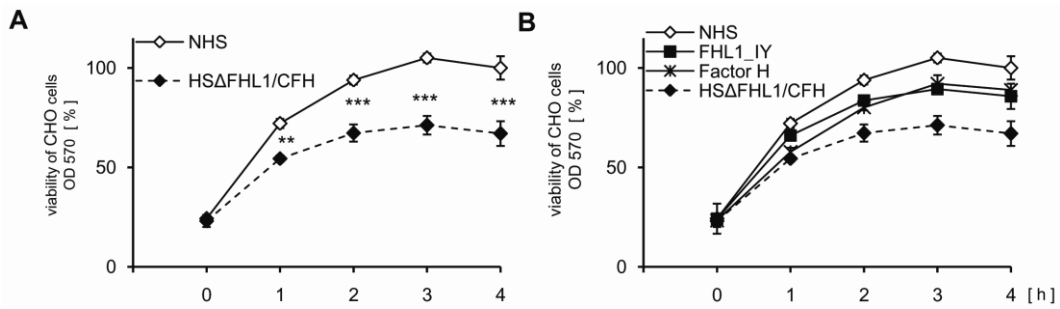 A
NHS
HSΔFHL1/CFH
viability of CHO cells
OD 570 [ % ]
100
50
0
**
***
***
***
0 1 2 3 4
B
NHS
FHL1_IY
Factor H
HSΔFHL1/CFH
viability of CHO cells
OD 570 [ % ]
100
50
0
0 1 2 3 4 [ h ]